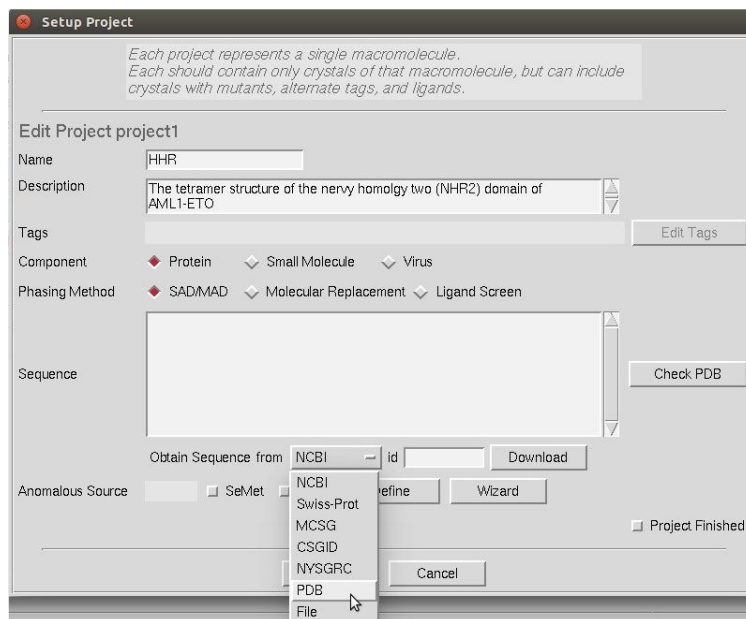 Setup Project
Each project represents a single macromolecule.
Each should contain only crystals of that macromolecule, but can include
crystals with mutants, alternate tags, and ligands.
Edit Project project1
Name HHR
Description The tetramer structure of the nervy homolgy two (NHR2) domain of
AML1-ETO
Tags Edit Tags
Component Protein Small Molecule Virus
Phasing Method SAD/MAD Molecular Replacement Ligand Screen
Sequence Check PDB
Obtain Sequence from NCBI id Download
NCBI
Anomalous Source SeMet efine Wizard
Swiss-Prot
MCSG
Project Finished
CSGID
NYSGRC
Cancel
PDB
File